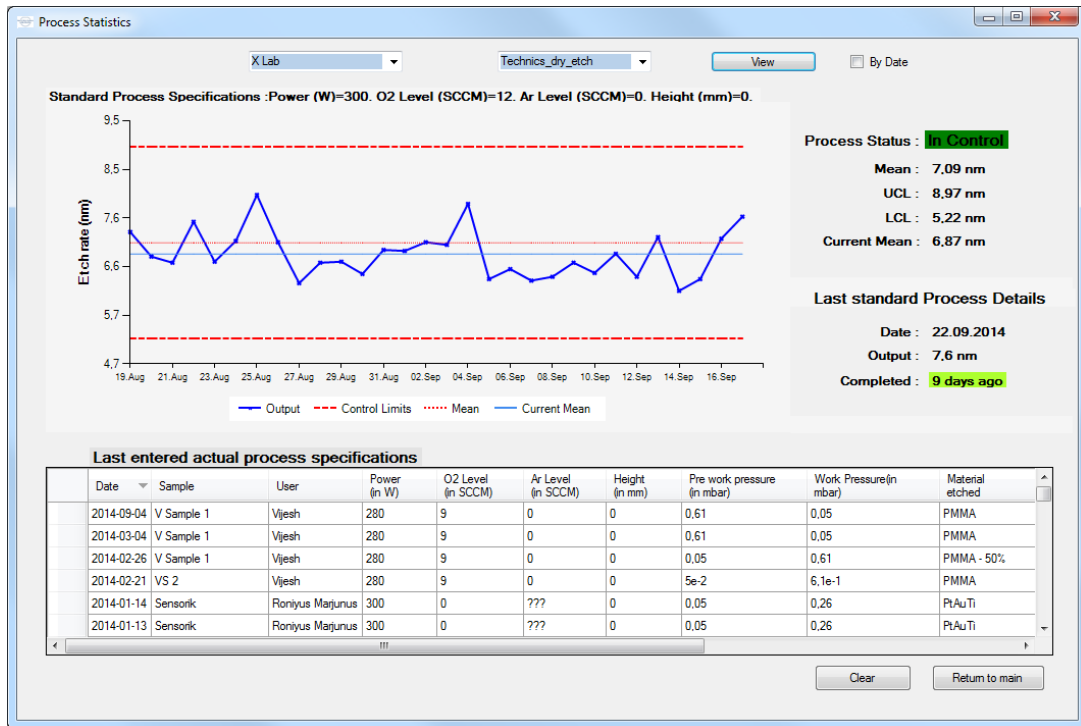 Process Statistics
X Lab
Technics_dry_etch
View
By Date
Standard Process Specifications :Power (W)=300. O2 Level (SCCM)=12. Ar Level (SCCM)=0. Height (mm)=0.
9,5
8,5
7,6
6,6
5,7
4,7
Etch rate (nm)
19.Aug 21.Aug 23.Aug 25.Aug 27.Aug 29.Aug 31.Aug 02.Sep 04.Sep 06.Sep 08.Sep 10.Sep 12.Sep 14.Sep 16.Sep
Output Control Limits Mean Current Mean
Process Status : In Control
Mean : 7,09 nm
UCL : 8,97 nm
LCL : 5,22 nm
Current Mean : 6,87 nm
Last standard Process Details
Date : 22.09.2014
Output : 7,6 nm
Completed : 9 days ago
Last entered actual process specifications
Date Sample User Power (in W) O2 Level (in SCCM) Ar Level (in SCCM) Height (in mm) Pre work pressure (in mbar) Work Pressure(in mbar) Material etched
2014-09-04 V Sample 1 Vijesh 280 9 0 0 0,61 0,05 PMMA
2014-03-04 V Sample 1 Vijesh 280 9 0 0 0,61 0,05 PMMA
2014-02-26 V Sample 1 Vijesh 280 9 0 0 0,05 0,61 PMMA - 50%
2014-02-21 VS 2 Vijesh 280 9 0 0 5e-2 6,1e-1 PMMA
2014-01-14 Sensorik Roniyus Marjunus 300 0 ??? 0 0,05 0,26 PtAuTi
2014-01-13 Sensorik Roniyus Marjunus 300 0 ??? 0 0,05 0,26 PtAuTi
Clear
Return to main